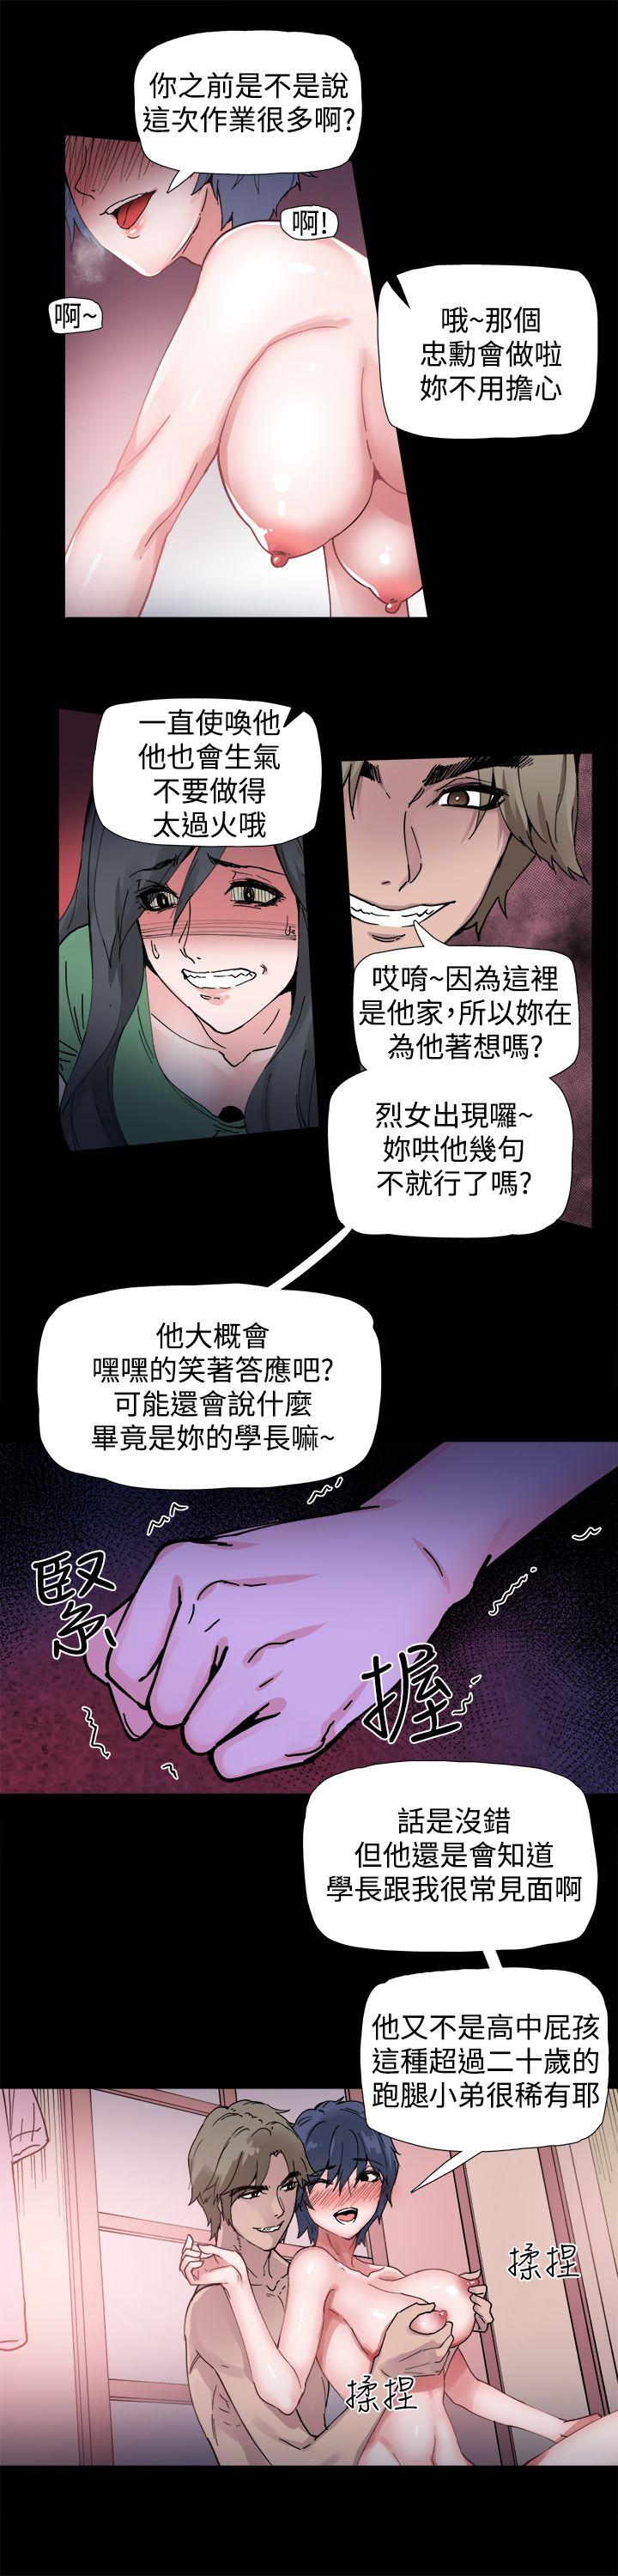 你之前是不是說
這次作業很多啊?
啊!
啊~
哦~那個
忠勳會做啦
妳不用擔心
一直使喚他
他也會生氣
不要做得
太過火哦
哎唷~因為這裡
是他家,所以妳在
為他著想嗎?
烈女出現囉~
妳哄他幾句
不就行了嗎?
他大概會
嘿嘿的笑著答應吧?
可能還會說什麼
畢竟是妳的學長嘛~
緊
握
話是沒錯
但他還是會知道
學長跟我很常見面啊
他又不是高中屁孩
這種超過二十歲的
跑腿小弟很稀有耶
揉捏
揉捏